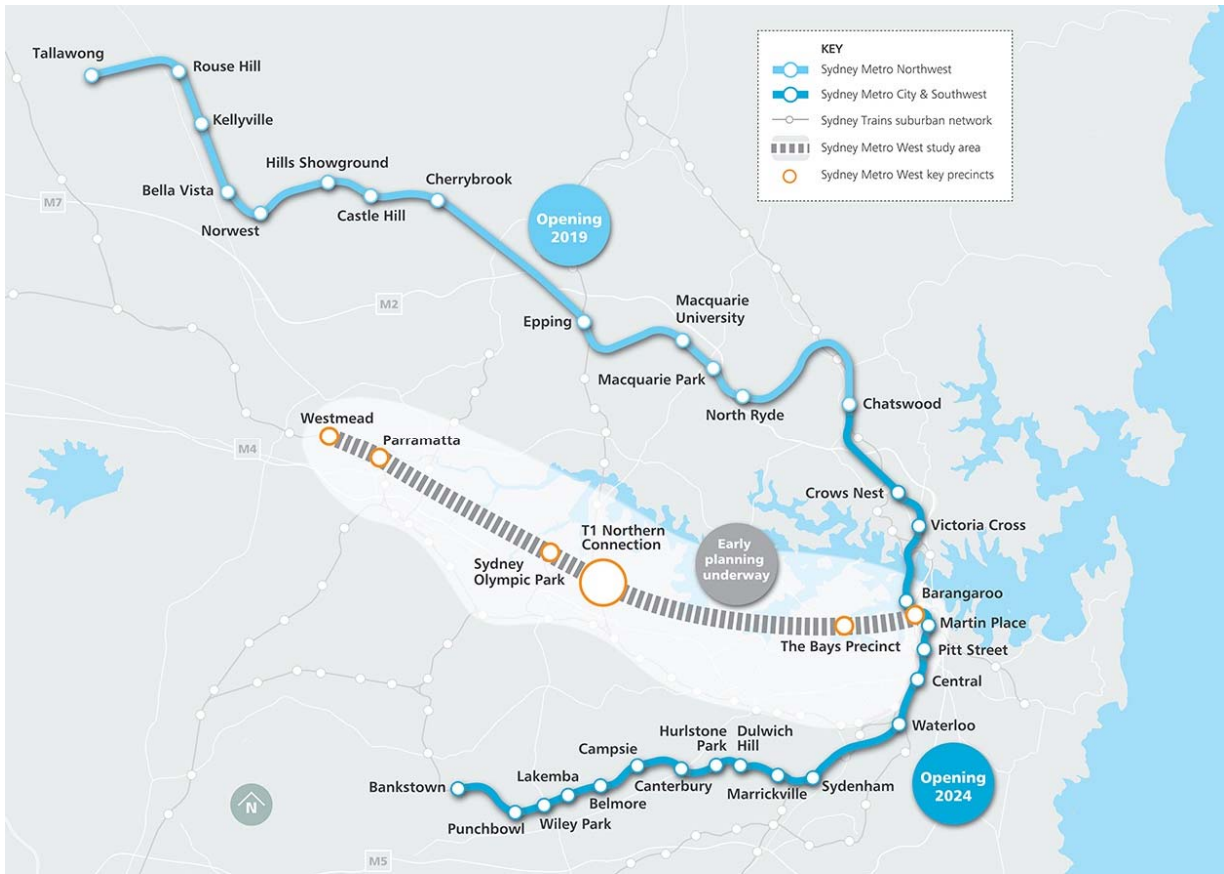 KEY
Sydney Metro Northwest
Sydney Metro City & Southwest
Sydney Trains suburban network
Sydney Metro West study area
Sydney Metro West key precincts
Tallawong
Rouse Hill
Kellyville
Hills Showground
Bella Vista
Cherrybrook
Castle Hill
M7
Norwest
Opening
2019
M2
Macquarie
University
Epping
Macquarie Park
North Ryde
Chatswood
Westmead
Parramatta
M4
Crows Nest
Victoria Cross
T1 Northern
Connection
Early
planning
underway
Sydney
Olympic Park
Barangaroo
Martin Place
The Bays Precinct
Pitt Street
Central
Waterloo
Hurlstone
Park
Dulwich
Hill
Campsie
Lakemba
Canterbury
Bankstown
Marrickville
Sydenham
Opening
2024
Belmore
Wiley Park
Punchbowl
N
M5